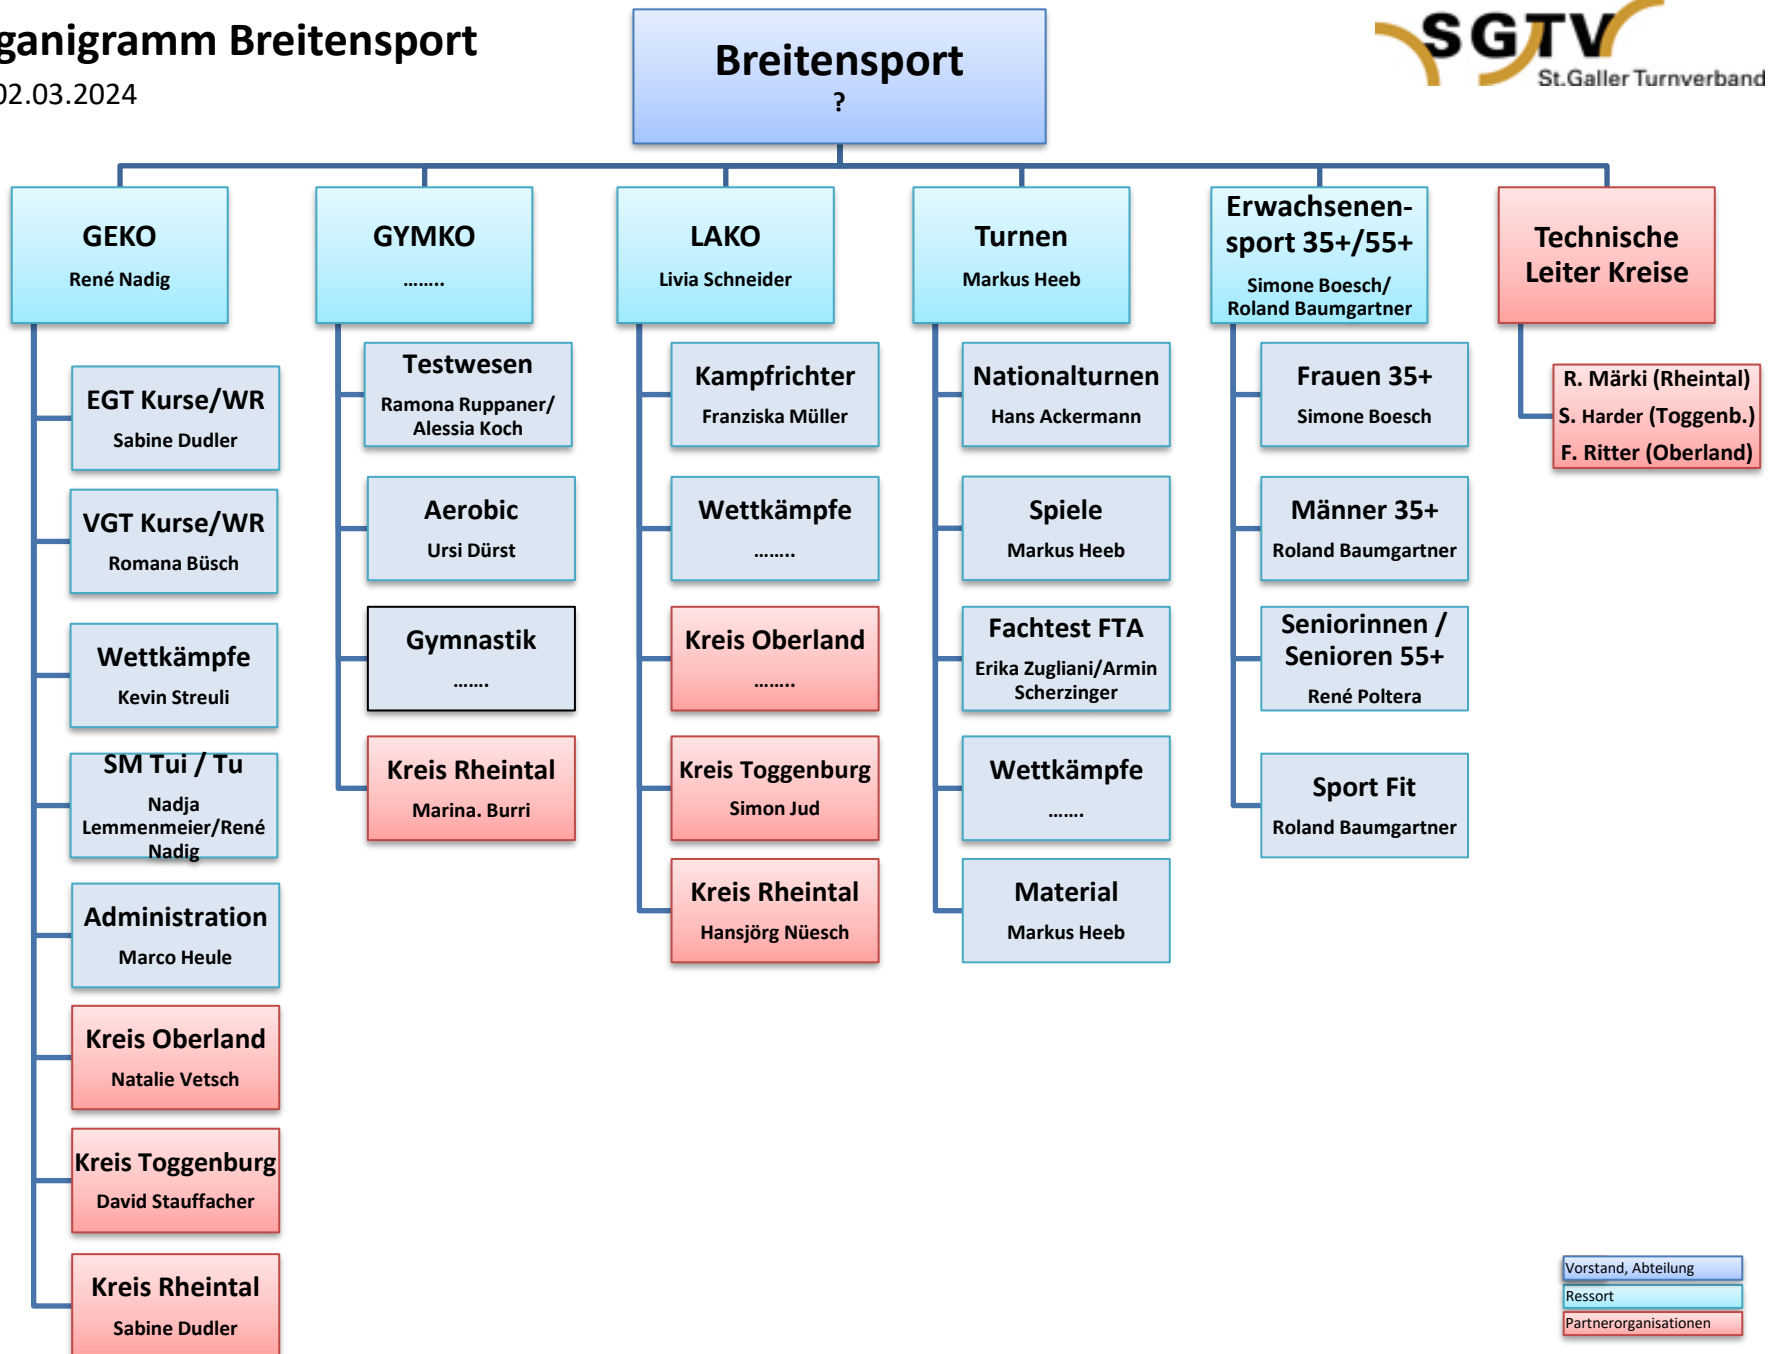 ganigramm Breitensport
02.03.2024
SGTV
St.Galler Turnverband
Breitensport
?
GEKO
René Nadig
EGT Kurse/WR
Sabine Dudler
VGT Kurse/WR
Romana Büsch
Wettkämpfe
Kevin Streuli
SM Tui / Tu
Nadja
Lemmenmeier/René
Nadig
Administration
Marco Heule
Kreis Oberland
Natalie Vetsch
Kreis Toggenburg
David Stauffacher
Kreis Rheintal
Sabine Dudler
GYMKO
........
Testwesen
Ramona Ruppaner/
Alessia Koch
Aerobic
Ursi Dürst
Gymnastik
.......
Kreis Rheintal
Marina. Burri
LAKO
Livia Schneider
Kampfrichter
Franziska Müller
Wettkämpfe
........
Kreis Oberland
........
Kreis Toggenburg
Simon Jud
Kreis Rheintal
Hansjörg Nüesch
Turnen
Markus Heeb
Nationalturnen
Hans Ackermann
Spiele
Markus Heeb
Fachtest FTA
Erika Zugliani/Armin
Scherzinger
Wettkämpfe
.......
Material
Markus Heeb
Erwachsenen-
sport 35+/55+
Simone Boesch/
Roland Baumgartner
Frauen 35+
Simone Boesch
Männer 35+
Roland Baumgartner
Seniorinnen /
Senioren 55+
René Poltera
Sport Fit
Roland Baumgartner
Technische
Leiter Kreise
R. Märki (Rheintal)
S. Harder (Toggenb.)
F. Ritter (Oberland)
Vorstand, Abteilung
Ressort
Partnerorganisationen